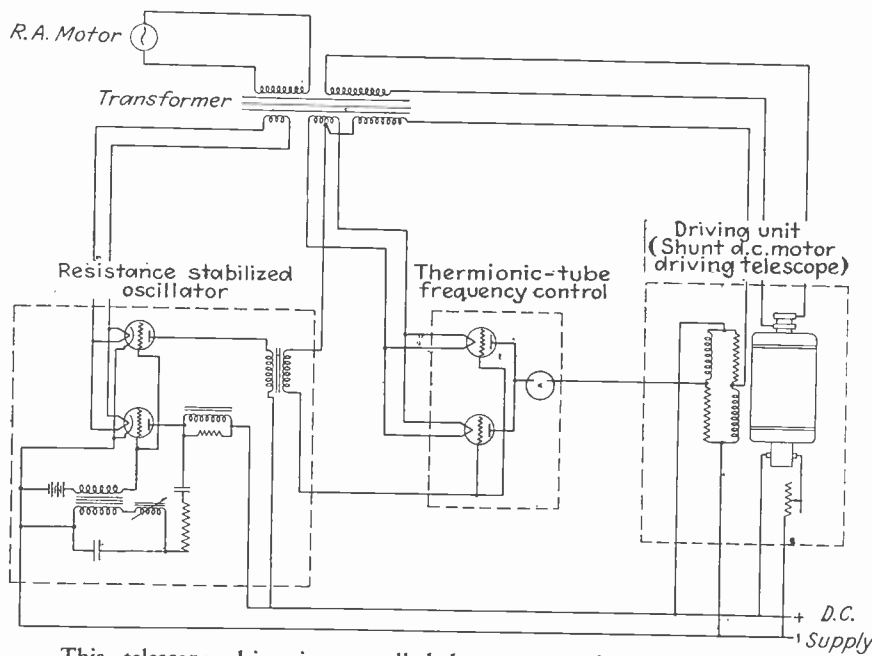 R.A. Motor
Transformer
Driving unit
(Shunt d.c.motor
driving telescope)
Resistance stabilized
oscillator
Thermionic-tube
frequency control
A
+ D.C.
- Supply
This telescope drive is controlled by